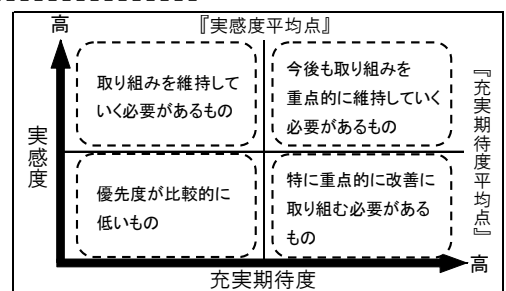 高
『実感度平均点』
取り組みを維持して
いく必要があるもの
今後も取り組みを
重点的に維持していく
必要があるもの
『充実期待度平均点』
実感度
優先度が比較的に
低いもの
特に重点的に改善に
取り組む必要がある
もの
高
充実期待度